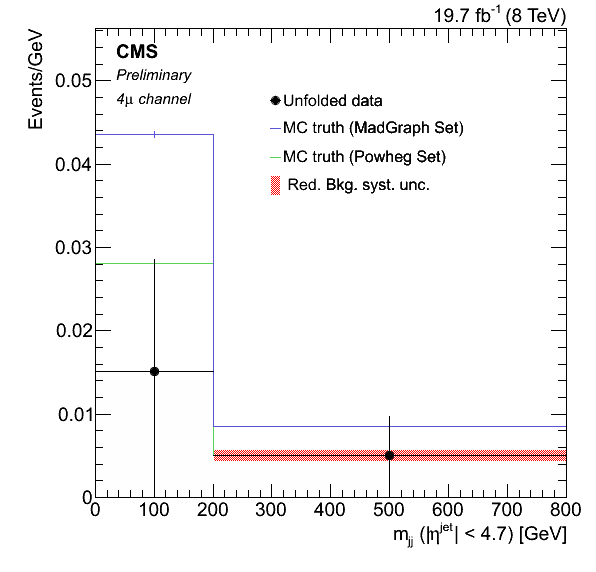 19.7 fb⁻¹ (8 TeV)
Events/GeV
CMS
Preliminary
4μ channel
Unfolded data
MC truth (MadGraph Set)
MC truth (Powheg Set)
Red. Bkg. syst. unc.
0.05
0.04
0.03
0.02
0.01
0
0 100 200 300 400 500 600 700 800
m_jj (|η^jet| < 4.7) [GeV]